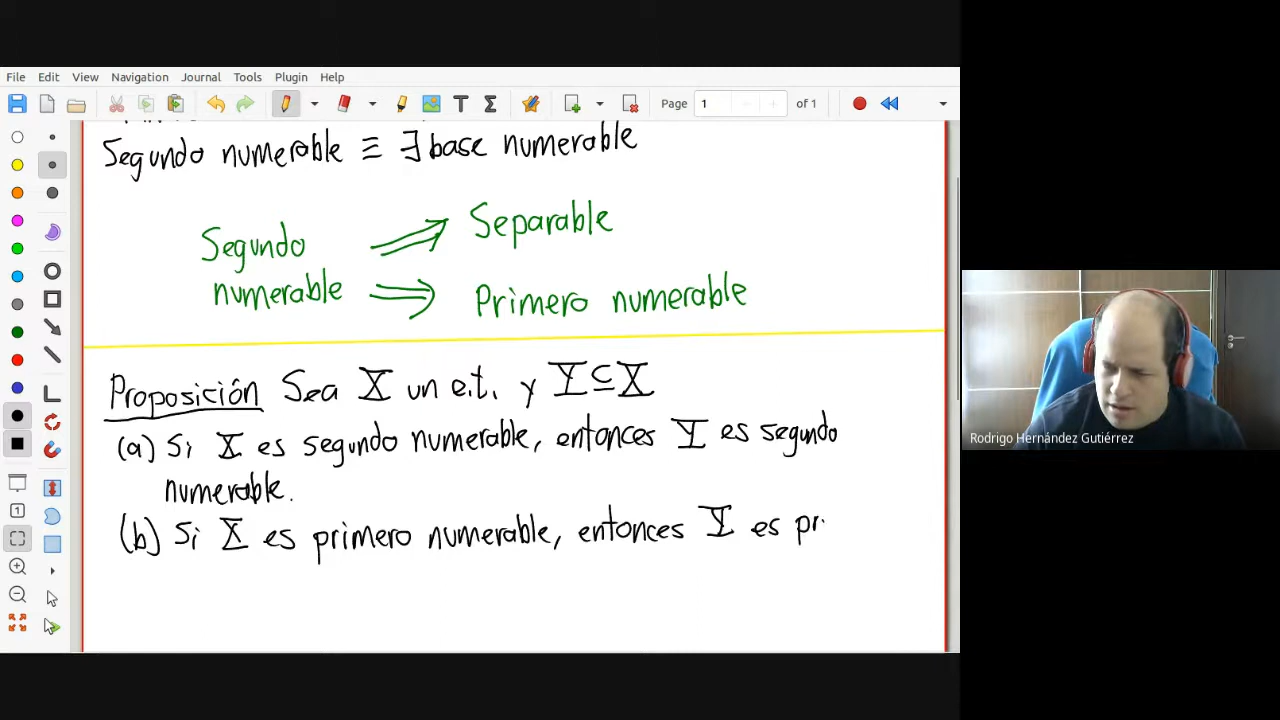 File Edit View Navigation Journal Tools Plugin Help
Page 1 of 1
Segundo numerable ≡ ∃ base numerable
Segundo ⇒ Separable
numerable ⇒ Primero numerable
Proposición Sea X un e.t. y Y ⊆ X
(a) Si X es segundo numerable, entonces Y es segundo
numerable.
(b) Si X es primero numerable, entonces Y es pr
Rodrigo Hernández Gutiérrez